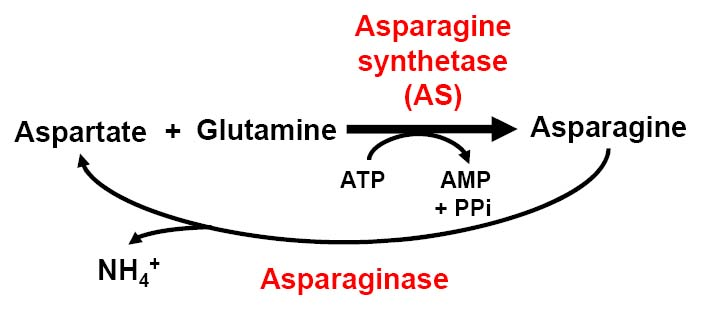 Asparagine
synthetase
(AS)
Aspartate + Glutamine
Asparagine
ATP
AMP
+ PPi
NH₄⁺
Asparaginase